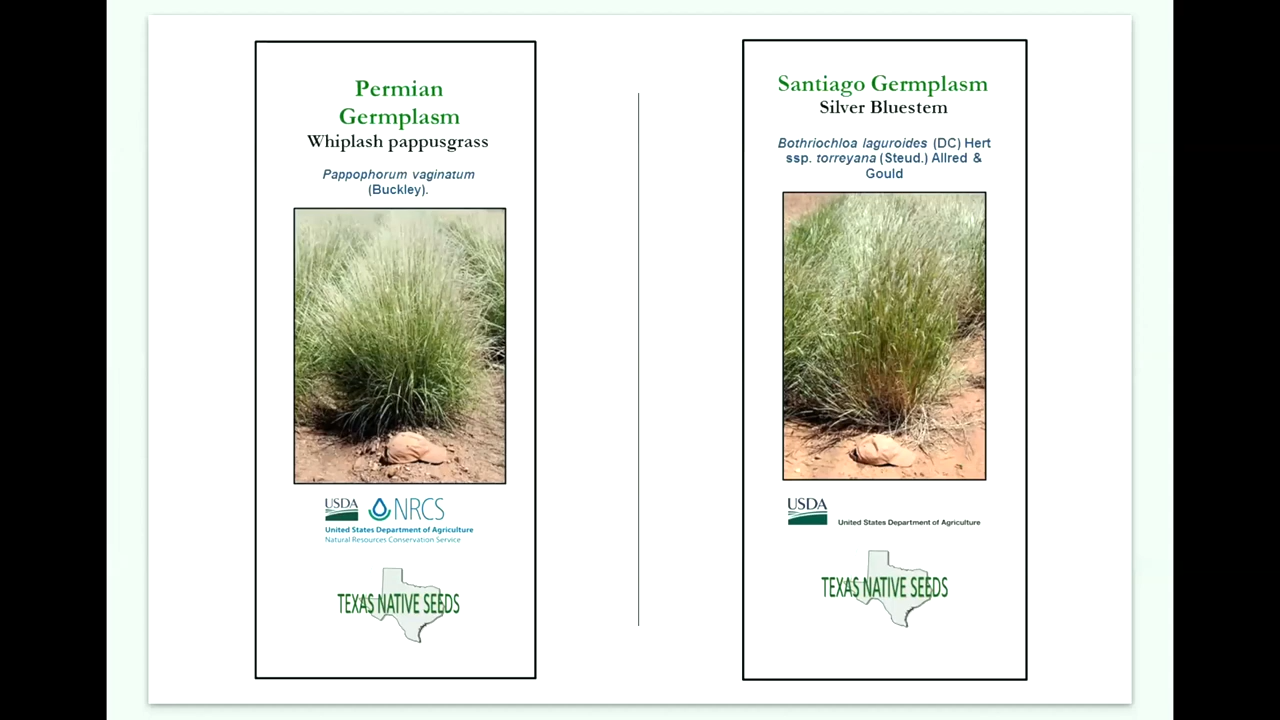 Permian
Germplasm
Whiplash pappusgrass
Pappophorum vaginatum
(Buckley).
USDA NRCS
United States Department of Agriculture
Natural Resources Conservation Service
TEXAS NATIVE SEEDS
Santiago Germplasm
Silver Bluestem
Bothriochloa laguroides (DC) Hert
ssp. torreyana (Steud.) Allred &
Gould
USDA
United States Department of Agriculture
TEXAS NATIVE SEEDS